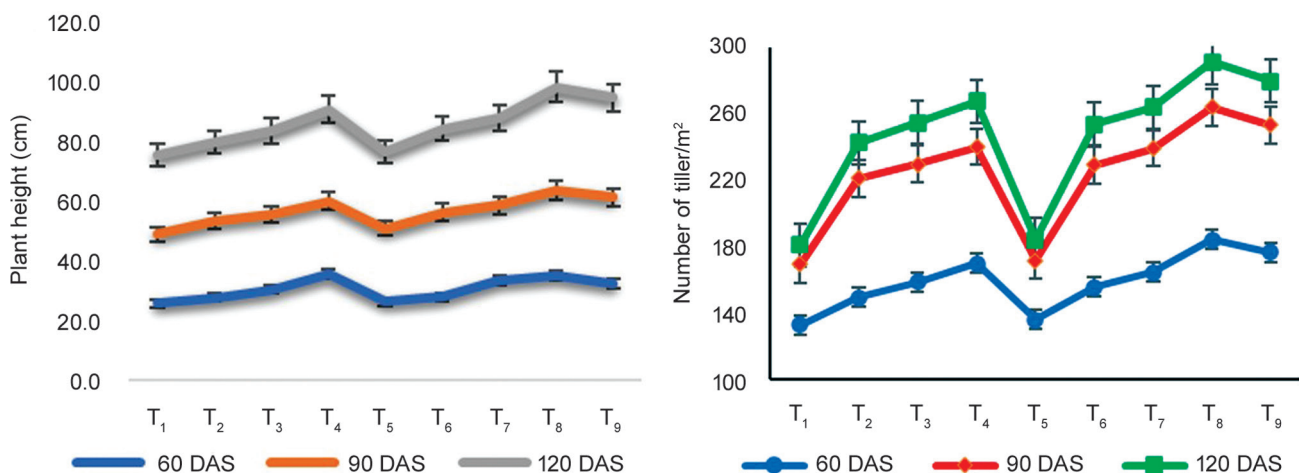 Plant height (cm)
120.0
100.0
80.0
60.0
40.0
20.0
0.0
T₁ T₂ T₃ T₄ T₅ T₆ T₇ T₈ T₉
60 DAS 90 DAS 120 DAS
Number of tiller/m²
300
260
220
180
140
100
T₁ T₂ T₃ T₄ T₅ T₆ T₇ T₈ T₉
60 DAS 90 DAS 120 DAS